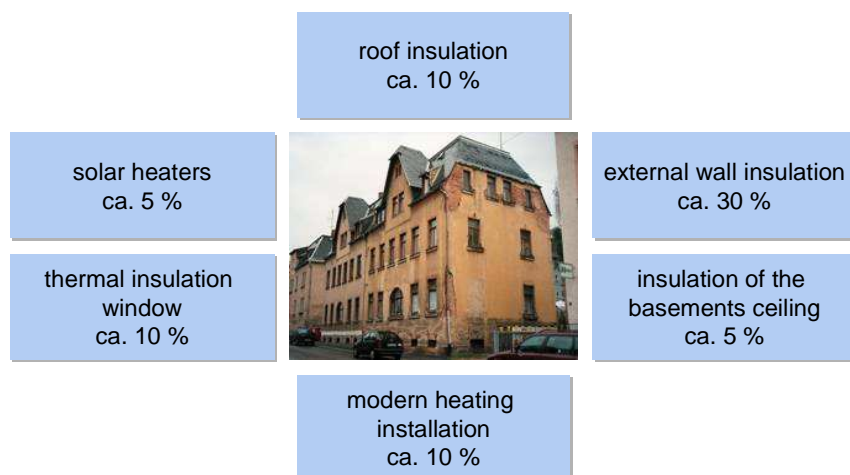 roof insulation
ca. 10 %
solar heaters
ca. 5 %
external wall insulation
ca. 30 %
thermal insulation
window
ca. 10 %
insulation of the
basements ceiling
ca. 5 %
modern heating
installation
ca. 10 %